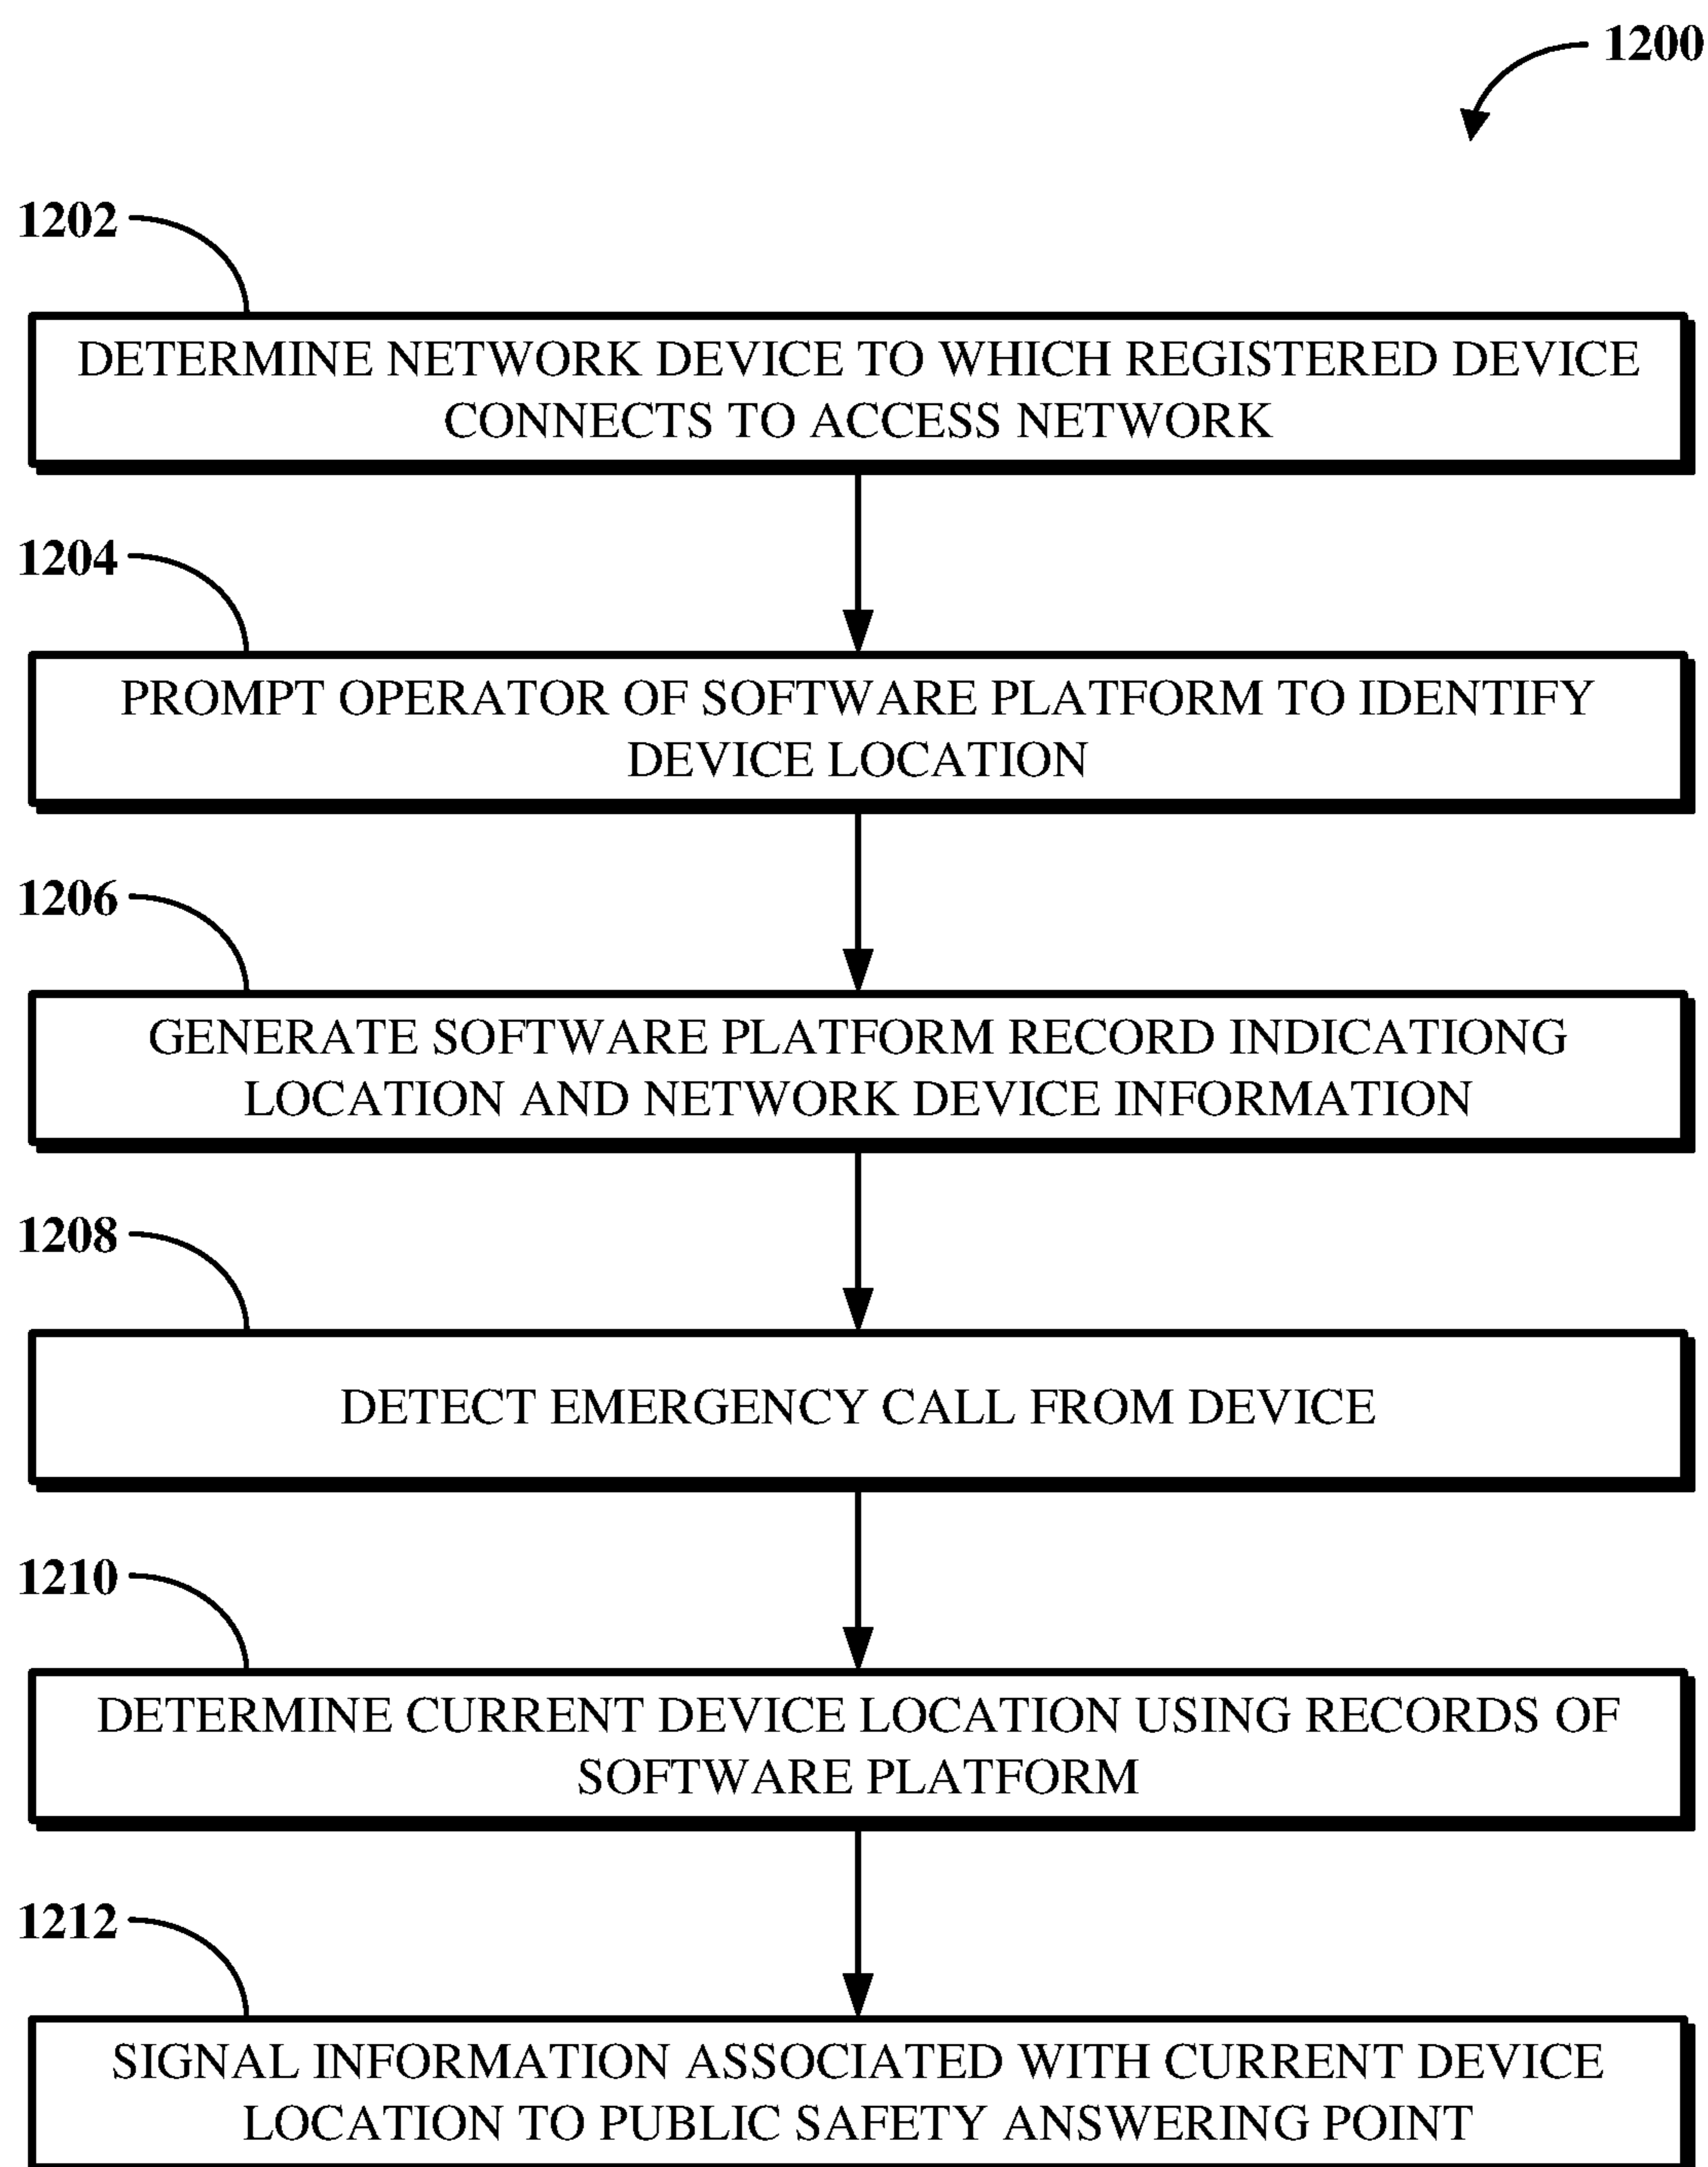 1200
1202
DETERMINE NETWORK DEVICE TO WHICH REGISTERED DEVICE
CONNECTS TO ACCESS NETWORK
1204
PROMPT OPERATOR OF SOFTWARE PLATFORM TO IDENTIFY
DEVICE LOCATION
1206
GENERATE SOFTWARE PLATFORM RECORD INDICATIONG
LOCATION AND NETWORK DEVICE INFORMATION
1208
DETECT EMERGENCY CALL FROM DEVICE
1210
DETERMINE CURRENT DEVICE LOCATION USING RECORDS OF
SOFTWARE PLATFORM
1212
SIGNAL INFORMATION ASSOCIATED WITH CURRENT DEVICE
LOCATION TO PUBLIC SAFETY ANSWERING POINT